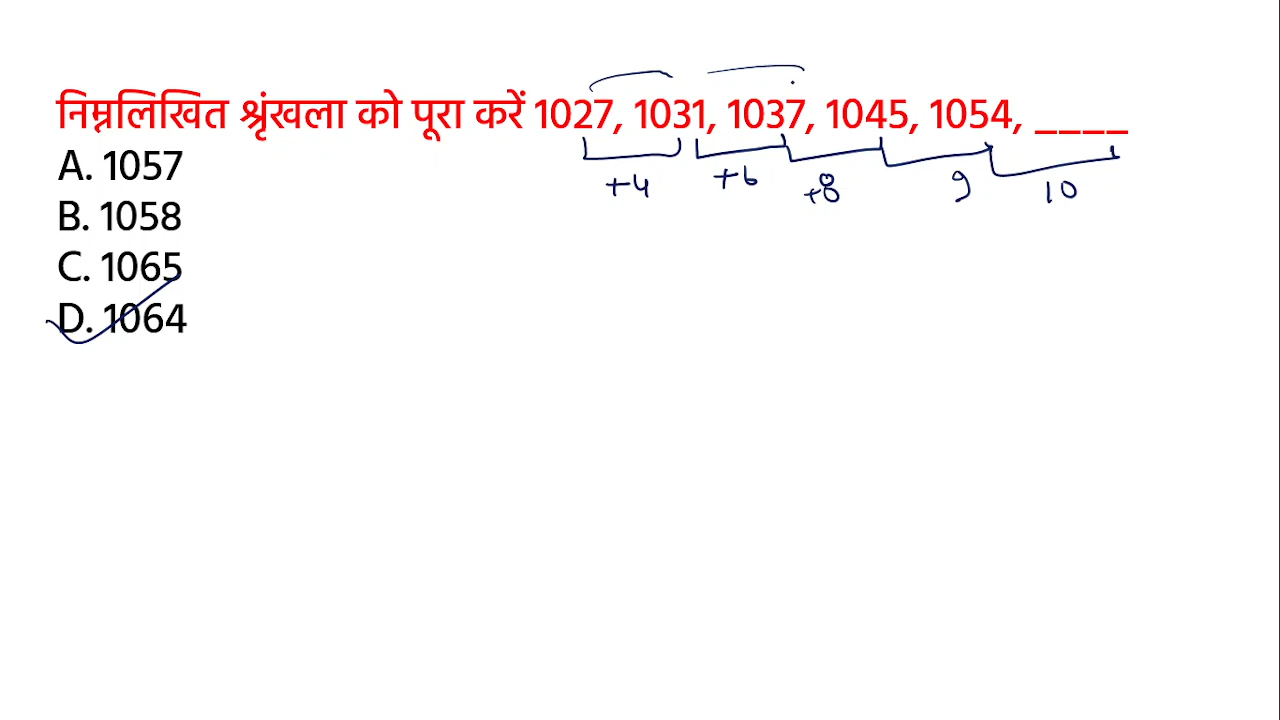 निम्नलिखित श्रृंखला को पूरा करें 1027, 1031, 1037, 1045, 1054, ____
+4 +6 +8 9 10
A. 1057
B. 1058
C. 1065
D. 1064